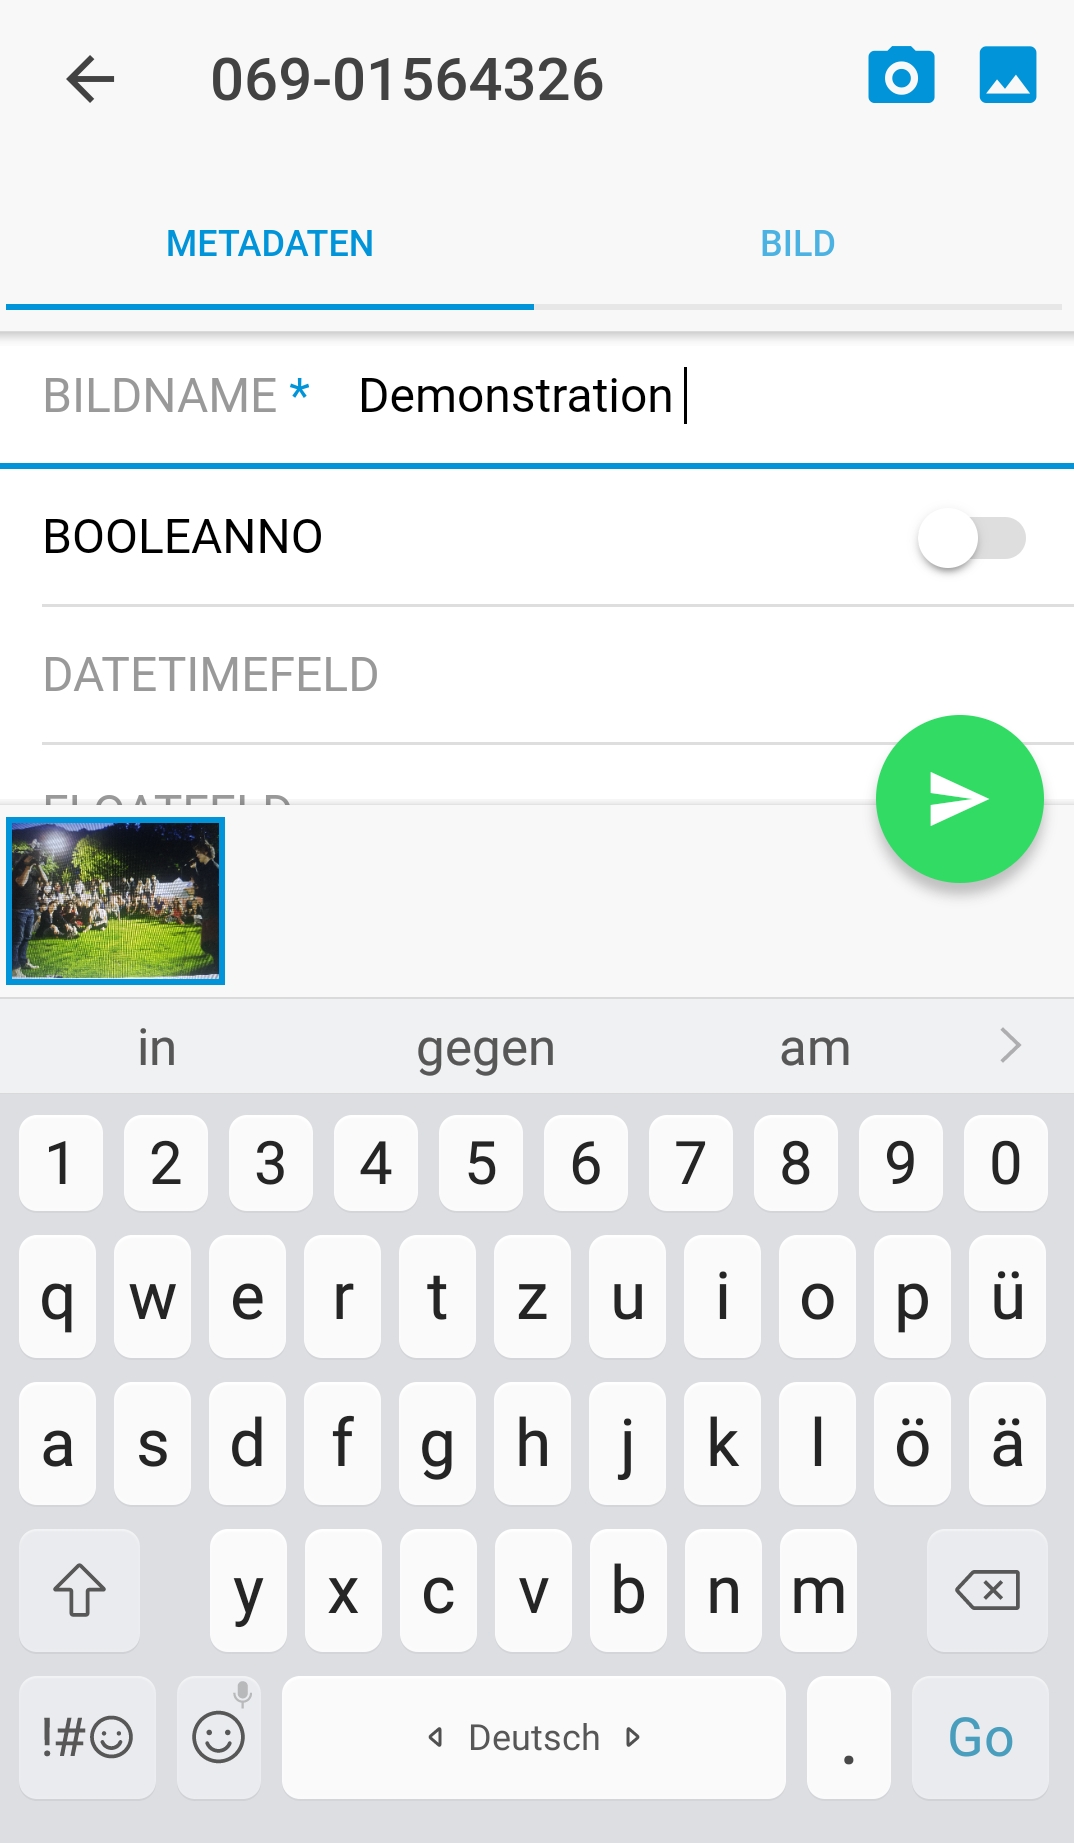 069-01564326
METADATEN BILD
BILDNAME * Demonstration
BOOLEANNO
DATETIMEFELD
FLOATFELD
in gegen am
1 2 3 4 5 6 7 8 9 0
q w e r t z u i o p ü
a s d f g h j k l ö ä
y x c v b n m
!#☺ Deutsch . Go